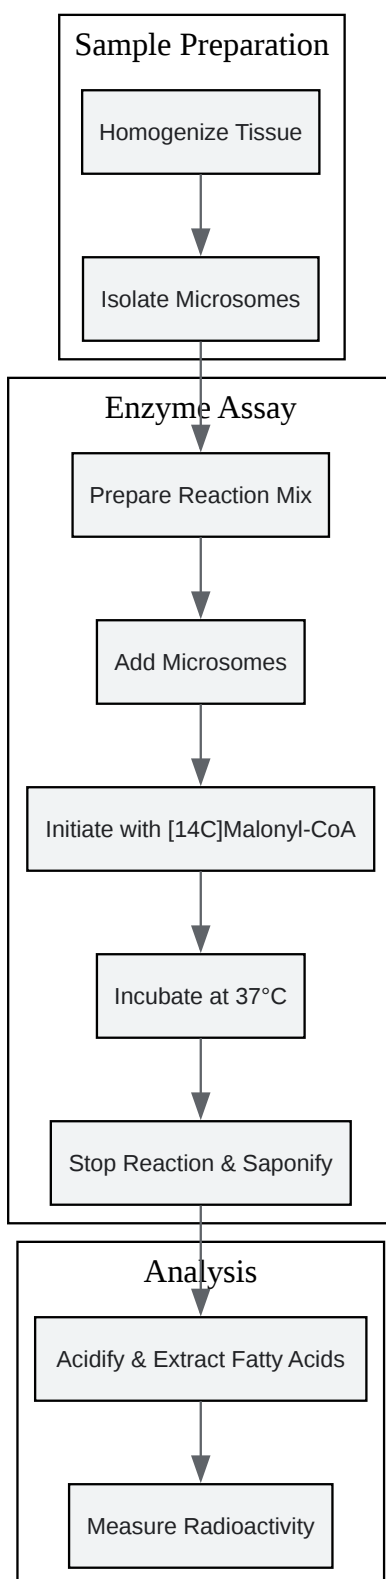 Sample Preparation
Homogenize Tissue
Isolate Microsomes
Enzyme Assay
Prepare Reaction Mix
Add Microsomes
Initiate with [14C]Malonyl-CoA
Incubate at 37°C
Stop Reaction & Saponify
Analysis
Acidify & Extract Fatty Acids
Measure Radioactivity